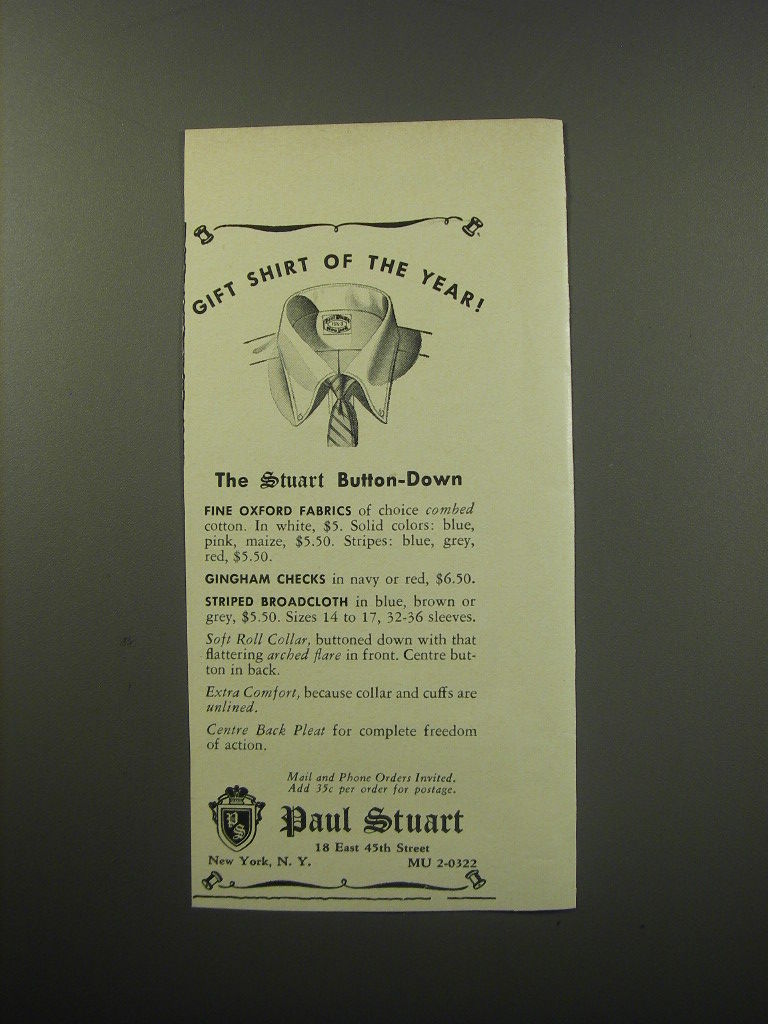 GIFT SHIRT OF THE YEAR!
The Stuart Button-Down
FINE OXFORD FABRICS of choice combed
cotton. In white, $5. Solid colors: blue,
pink, maize, $5.50. Stripes: blue, grey,
red, $5.50.
GINGHAM CHECKS in navy or red, $6.50.
STRIPED BROADCLOTH in blue, brown or
grey, $5.50. Sizes 14 to 17, 32-36 sleeves.
Soft Roll Collar, buttoned down with that
flattering arched flare in front. Centre but-
ton in back.
Extra Comfort, because collar and cuffs are
unlined.
Centre Back Pleat for complete freedom
of action.
Mail and Phone Orders Invited.
Add 35c per order for postage.
PS
Paul Stuart
18 East 45th Street
New York, N. Y. MU 2-0322